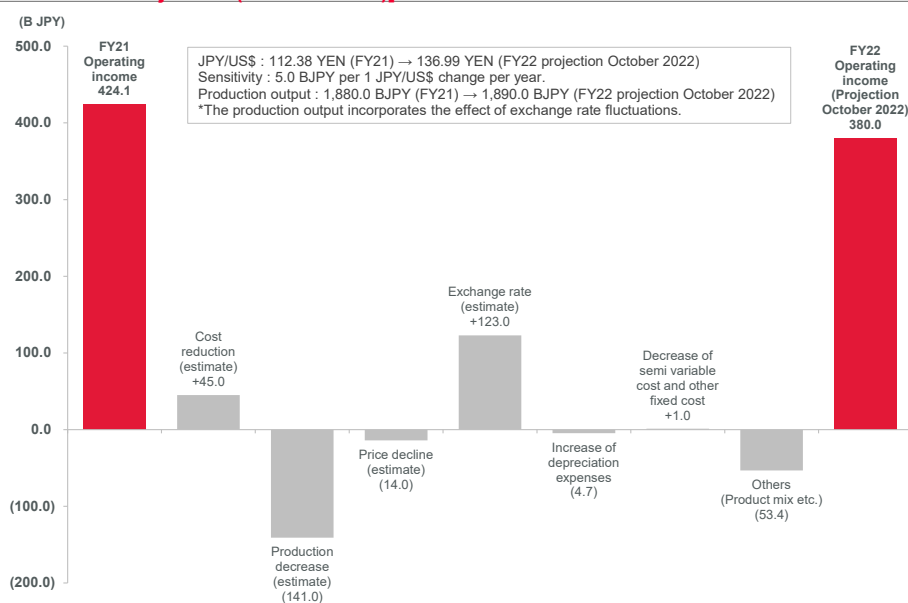 (B JPY)
500.0
400.0
300.0
200.0
100.0
0.0
(100.0)
(200.0)
FY21
Operating
income
424.1
JPY/US$ : 112.38 YEN (FY21) → 136.99 YEN (FY22 projection October 2022)
Sensitivity : 5.0 BJPY per 1 JPY/US$ change per year.
Production output : 1,880.0 BJPY (FY21) → 1,890.0 BJPY (FY22 projection October 2022)
*The production output incorporates the effect of exchange rate fluctuations.
FY22
Operating
income
(Projection
October 2022)
380.0
Cost
reduction
(estimate)
+45.0
Production
decrease
(estimate)
(141.0)
Price decline
(estimate)
(14.0)
Exchange rate
(estimate)
+123.0
Increase of
depreciation
expenses
(4.7)
Decrease of
semi variable
cost and other
fixed cost
+1.0
Others
(Product mix etc.)
(53.4)